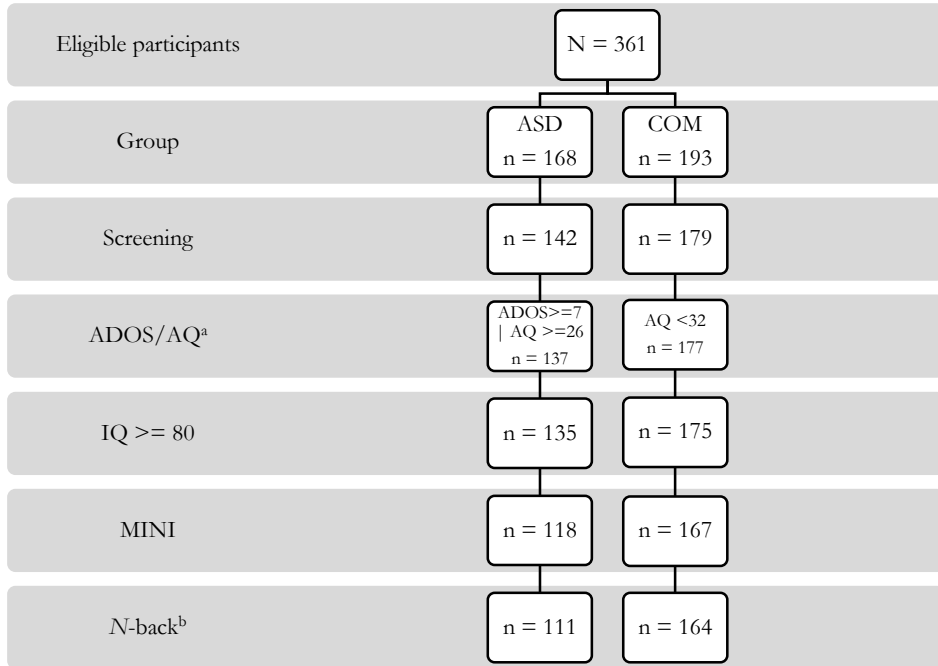 Eligible participants
N = 361
Group
ASD
n = 168
COM
n = 193
Screening
n = 142
n = 179
ADOS/AQᵃ
ADOS>=7
| AQ >=26
n = 137
AQ <32
n = 177
IQ >= 80
n = 135
n = 175
MINI
n = 118
n = 167
N-backᵇ
n = 111
n = 164